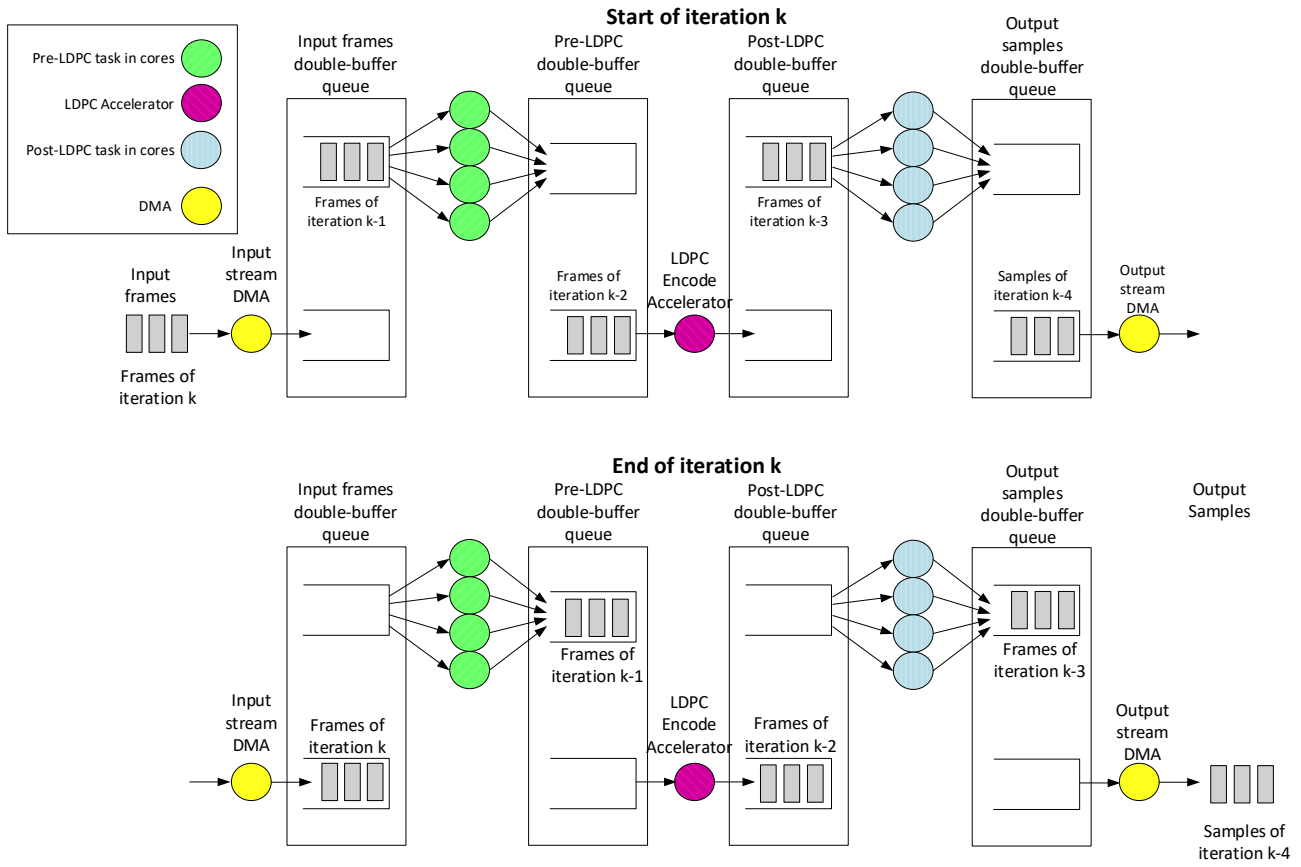 Start of iteration k
Pre-LDPC task in cores
LDPC Accelerator
Post-LDPC task in cores
DMA
Input frames
double-buffer
queue
Pre-LDPC
double-buffer
queue
Post-LDPC
double-buffer
queue
Output
samples
double-buffer
queue
Frames of
iteration k-1
Frames of
iteration k-3
Input
frames
Input
stream
DMA
Frames of
iteration k-2
LDPC
Encode
Accelerator
Samples of
iteration k-4
Output
stream
DMA
Frames of
iteration k
End of iteration k
Input frames
double-buffer
queue
Pre-LDPC
double-buffer
queue
Post-LDPC
double-buffer
queue
Output
samples
double-buffer
queue
Output
Samples
Frames of
iteration k-1
Frames of
iteration k-3
Input
stream
DMA
Frames of
iteration k
LDPC
Encode
Accelerator
Frames of
iteration k-2
Output
stream
DMA
Samples of
iteration k-4